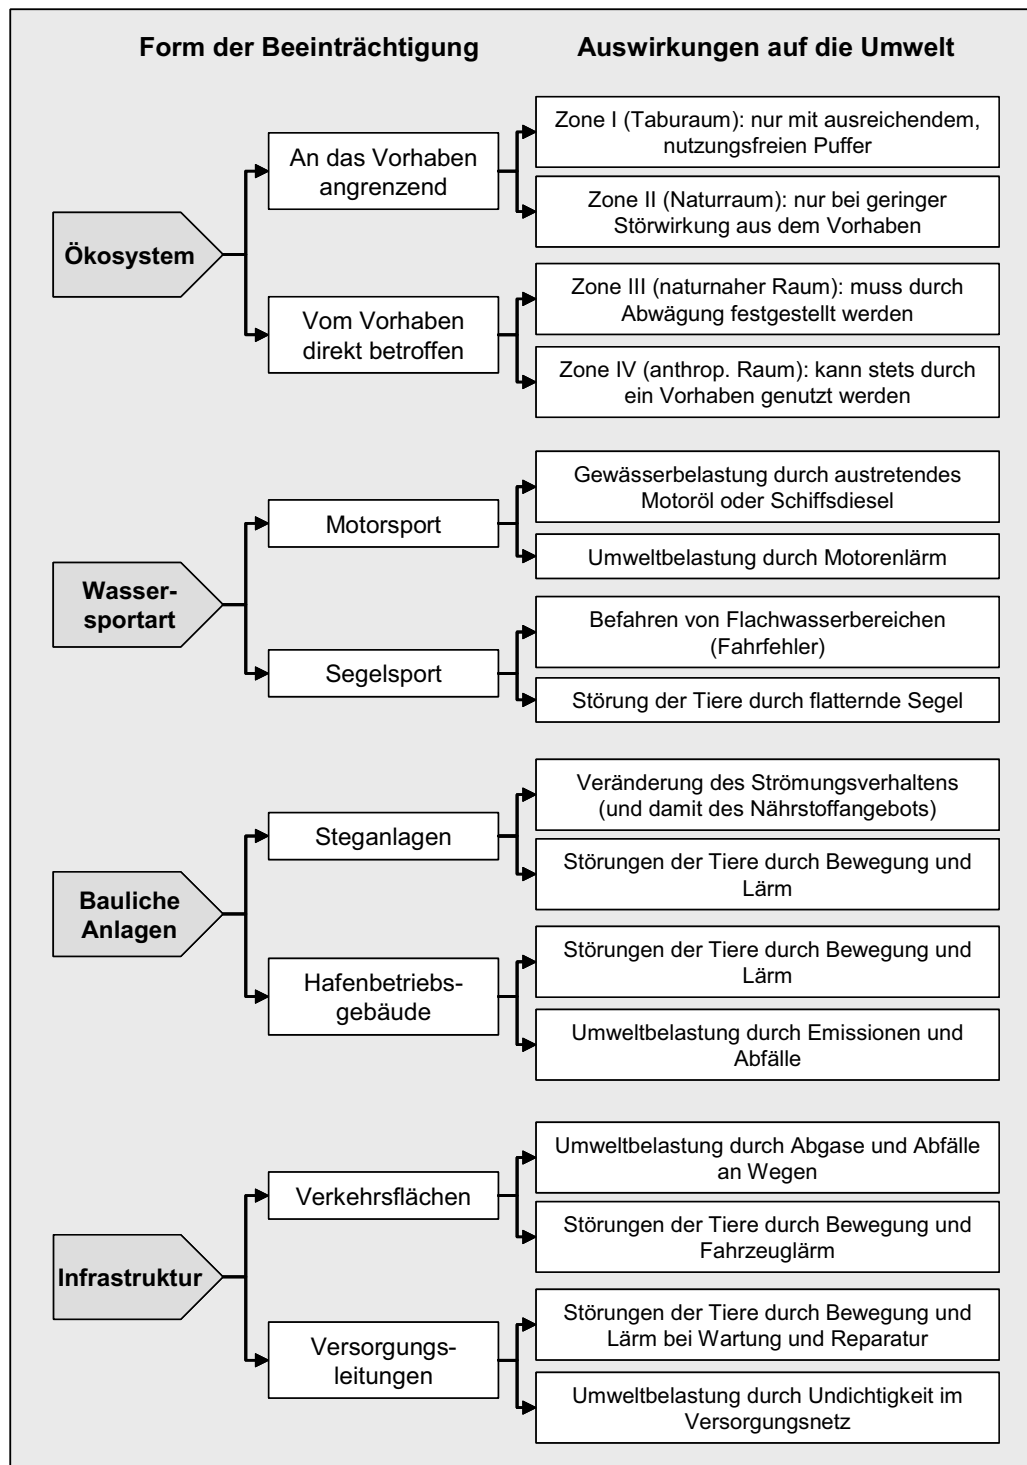 Form der Beeinträchtigung
Auswirkungen auf die Umwelt
Ökosystem
An das Vorhaben
angrenzend
Zone I (Taburaum): nur mit ausreichendem,
nutzungsfreien Puffer
Zone II (Naturraum): nur bei geringer
Störwirkung aus dem Vorhaben
Vom Vorhaben
direkt betroffen
Zone III (naturnaher Raum): muss durch
Abwägung festgestellt werden
Zone IV (anthrop. Raum): kann stets durch
ein Vorhaben genutzt werden
Wasser-
sportart
Motorsport
Gewässerbelastung durch austretendes
Motoröl oder Schiffsdiesel
Umweltbelastung durch Motorenlärm
Segelsport
Befahren von Flachwasserbereichen
(Fahrfehler)
Störung der Tiere durch flatternde Segel
Bauliche
Anlagen
Steganlagen
Veränderung des Strömungsverhaltens
(und damit des Nährstoffangebots)
Störungen der Tiere durch Bewegung und
Lärm
Hafenbetriebs-
gebäude
Störungen der Tiere durch Bewegung und
Lärm
Umweltbelastung durch Emissionen und
Abfälle
Infrastruktur
Verkehrsflächen
Umweltbelastung durch Abgase und Abfälle
an Wegen
Störungen der Tiere durch Bewegung und
Fahrzeuglärm
Versorgungs-
leitungen
Störungen der Tiere durch Bewegung und
Lärm bei Wartung und Reparatur
Umweltbelastung durch Undichtigkeit im
Versorgungsnetz